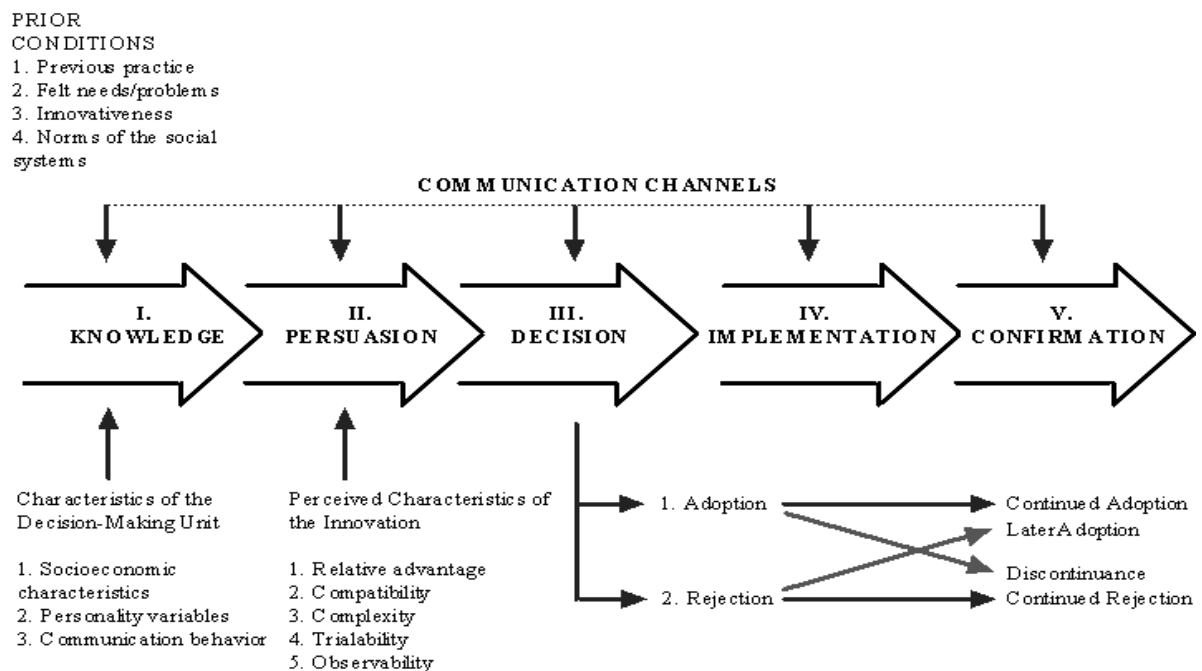 PRIOR
CONDITIONS
1. Previous practice
2. Felt needs/problems
3. Innovativeness
4. Norms of the social
systems
COMMUNICATION CHANNELS
I.
KNOWLEDGE
II.
PERSUASION
III.
DECISION
IV.
IMPLEMENTATION
V.
CONFIRMATION
Characteristics of the
Decision-Making Unit
1. Socioeconomic
characteristics
2. Personality variables
3. Communication behavior
Perceived Characteristics of
the Innovation
1. Relative advantage
2. Compatibility
3. Complexity
4. Trialability
5. Observability
1. Adoption
2. Rejection
Continued Adoption
Later Adoption
Discontinuance
Continued Rejection